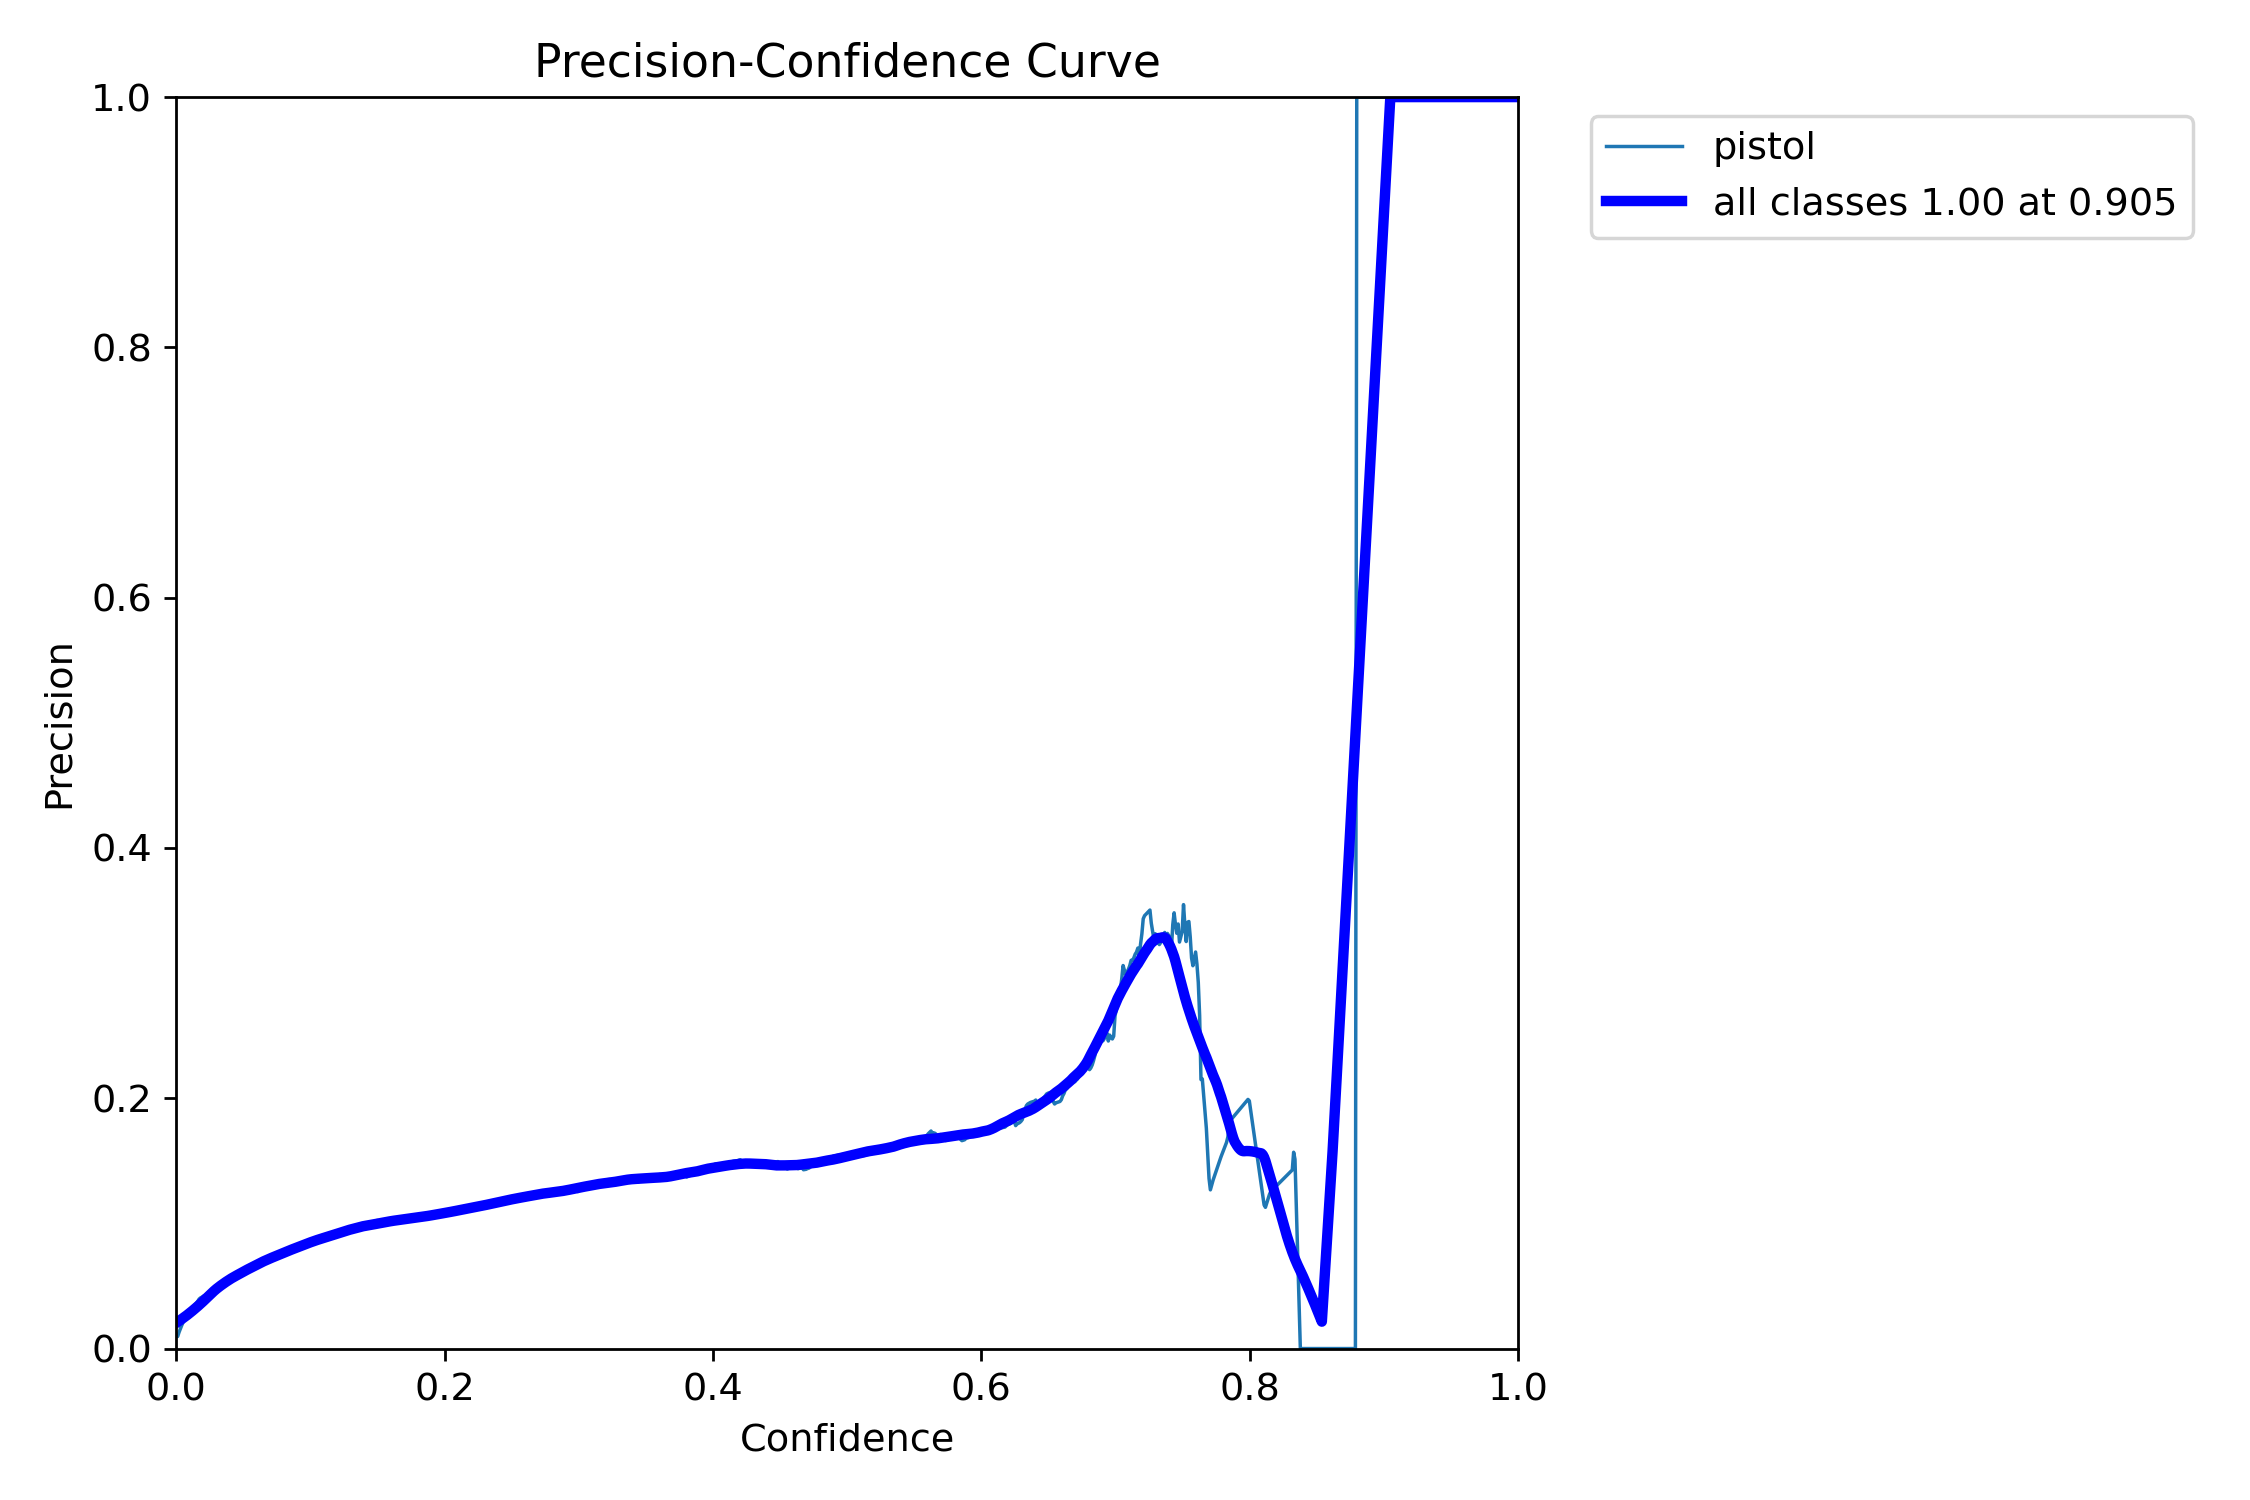 Precision-Confidence Curve
1.0
0.8
0.6
0.4
0.2
0.0
Precision
0.0 0.2 0.4 0.6 0.8 1.0
Confidence
pistol
all classes 1.00 at 0.905